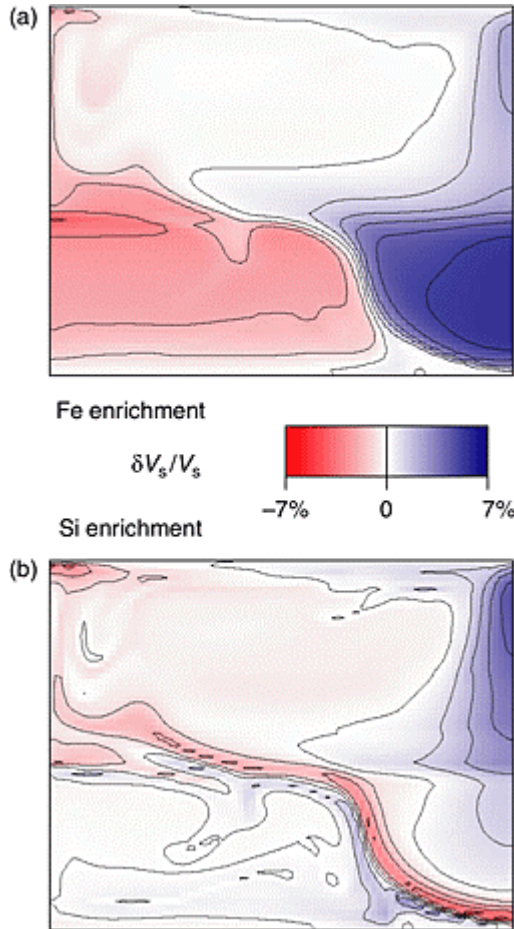 (a)
Fe enrichment
δVs/Vs
−7% 0 7%
Si enrichment
(b)